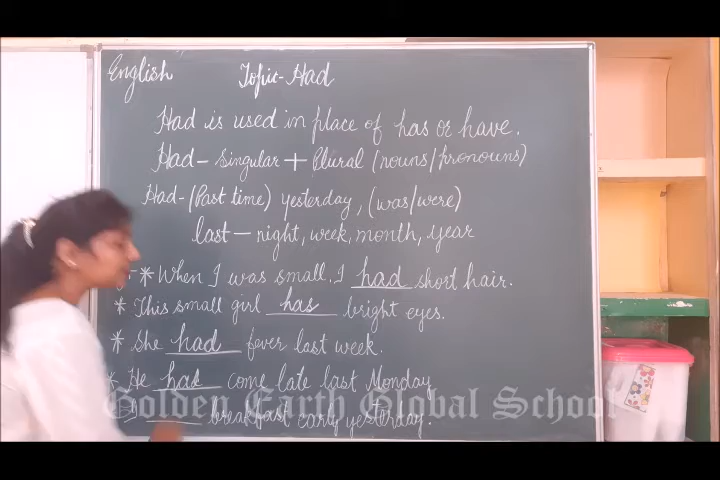 English Topic- Had
Had is used in place of has or have.
Had - Singular + Plural (nouns/pronouns)
Had - (Past time) yesterday, (was/were)
last - night, week, month, year
* When I was small, I had short hair.
* This small girl has bright eyes.
* She had fever last week.
* He had come late last Monday
I ____ breakfast early yesterday.
Golden Earth Global School